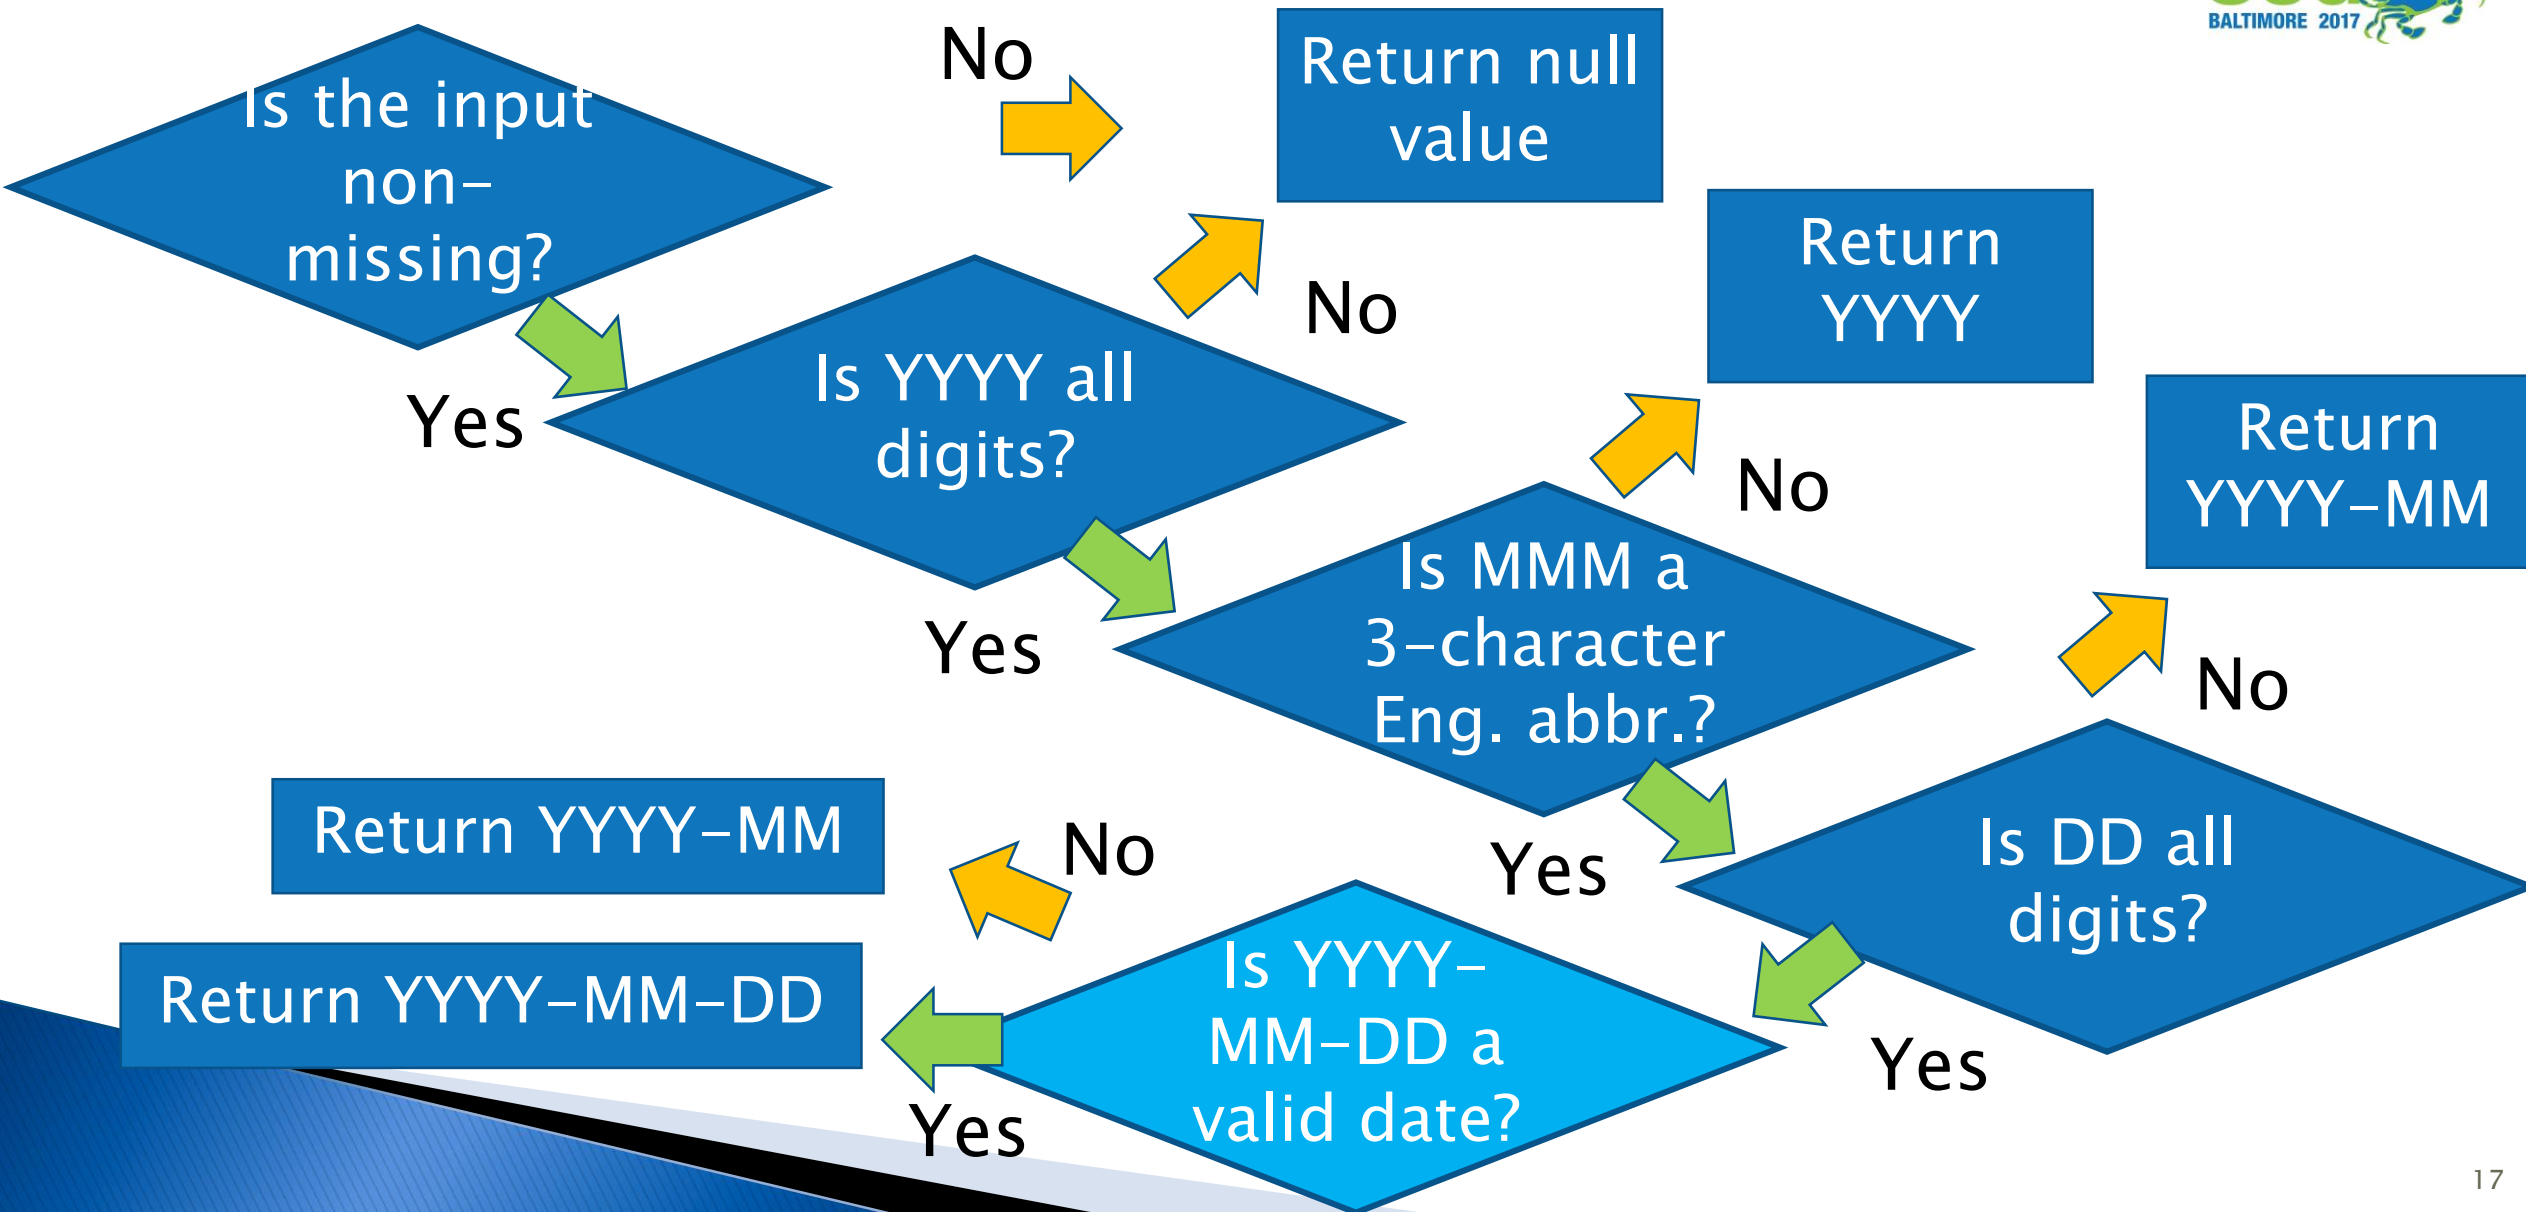 BALTIMORE 2017
Is the input
non-
missing?
No
Return null
value
Yes
Is YYYY all
digits?
No
Return
YYYY
Yes
Is MMM a
3-character
Eng. abbr.?
No
Return
YYYY-MM
Yes
Is DD all
digits?
No
Yes
Is YYYY-
MM-DD a
valid date?
No
Return YYYY-MM
Yes
Return YYYY-MM-DD
17